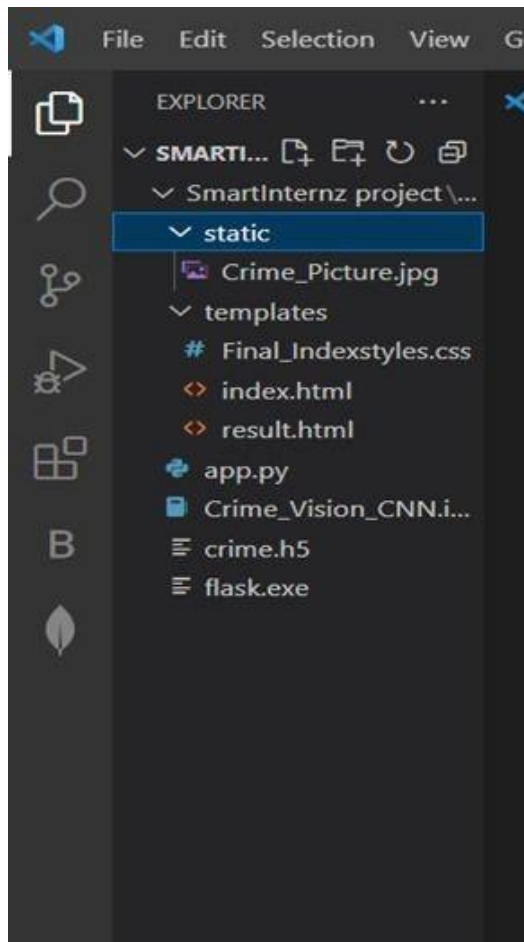 File Edit Selection View G
EXPLORER ...
SMARTI...
SmartInternz project \...
static
Crime_Picture.jpg
templates
# Final_Indexstyles.css
<> index.html
<> result.html
app.py
Crime_Vision_CNN.i...
crime.h5
B
flask.exe